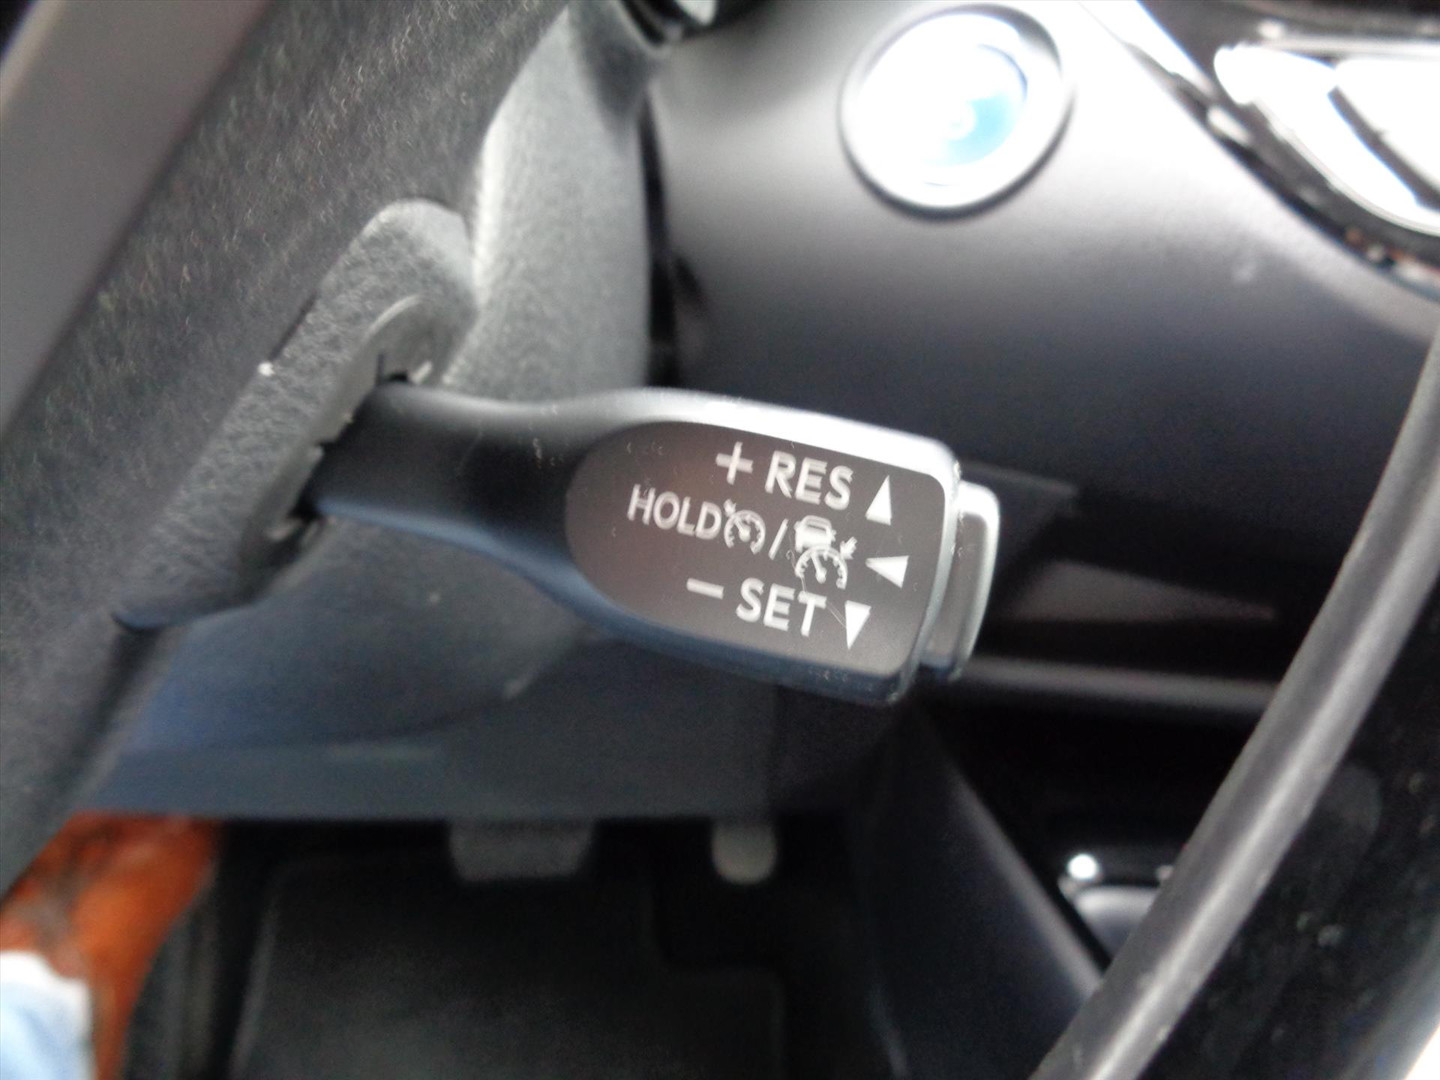 + RES ▲
HOLD / ◀
- SET ▼